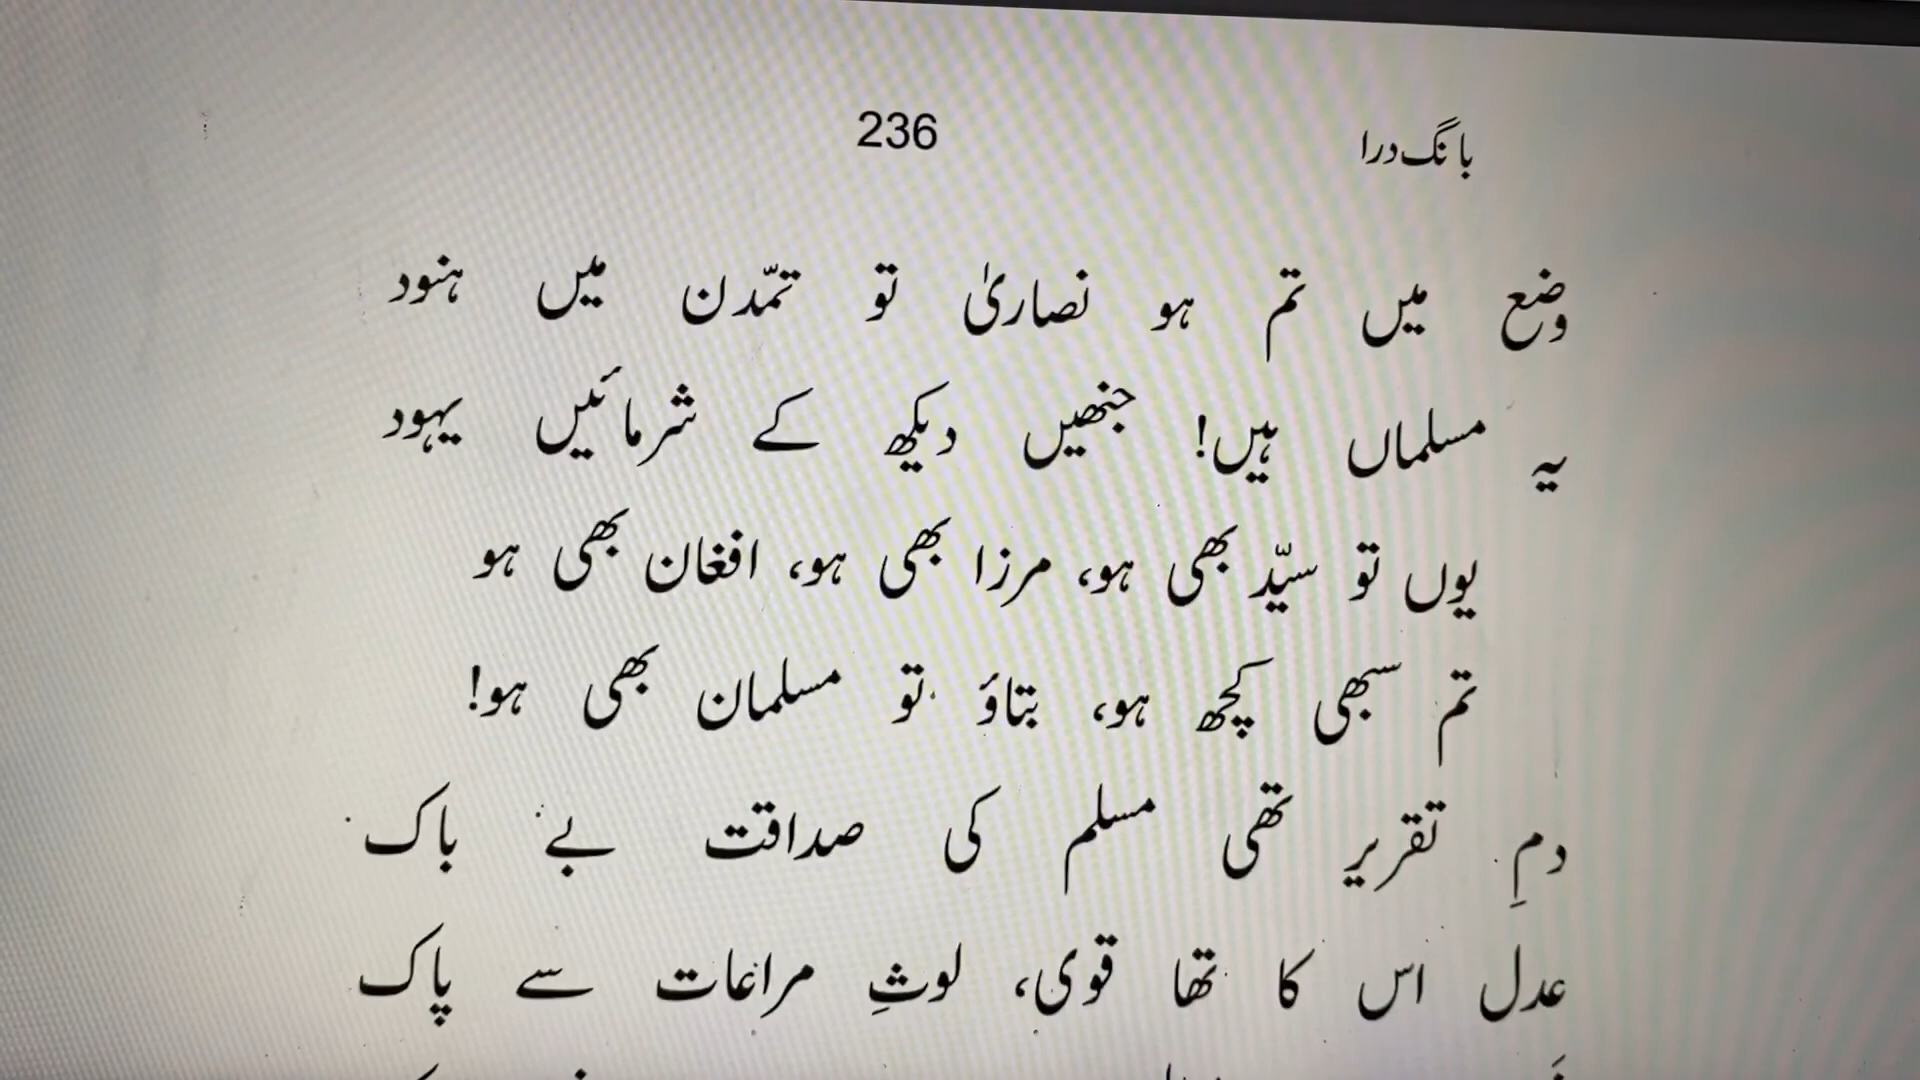 بانگ درا 236
وضع میں تم ہو نصاریٰ تو تمّدن میں ہنود
یہ مسلماں ہیں! جنھیں دیکھ کے شرمائیں یہود
یوں تو سیّد بھی ہو، مرزا بھی ہو، افغان بھی ہو
تم سبھی کچھ ہو، بتاؤ تو مسلمان بھی ہو!
دمِ تقریر تھی مسلم کی صداقت بے باک
عدل اس کا تھا قوی، لوثِ مراعات سے پاک